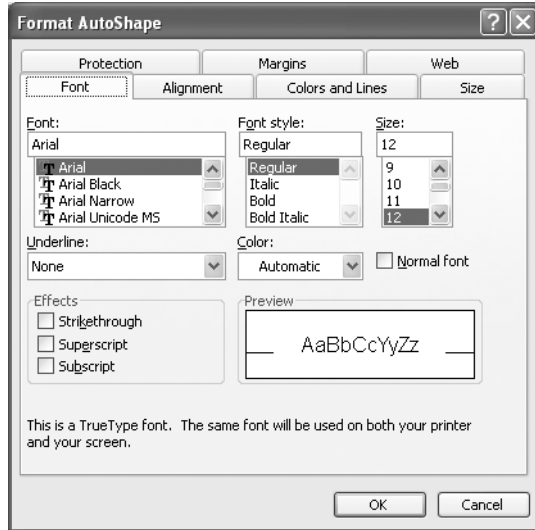 Format AutoShape
Protection Margins Web
Font Alignment Colors and Lines Size
Font: Font style: Size:
Arial Regular 12
Arial Regular 9
Arial Black Italic 10
Arial Narrow Bold 11
Arial Unicode MS Bold Italic 12
Underline: Color:
None Automatic Normal font
Effects Preview
Strikethrough
Superscript AaBbCcYyZz
Subscript
This is a TrueType font. The same font will be used on both your printer
and your screen.
OK Cancel